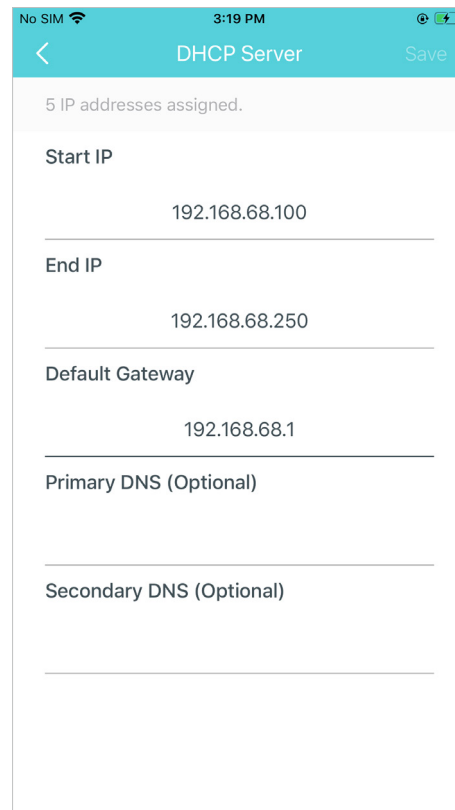 No SIM 3:19 PM
DHCP Server Save
5 IP addresses assigned.
Start IP
192.168.68.100
End IP
192.168.68.250
Default Gateway
192.168.68.1
Primary DNS (Optional)
Secondary DNS (Optional)